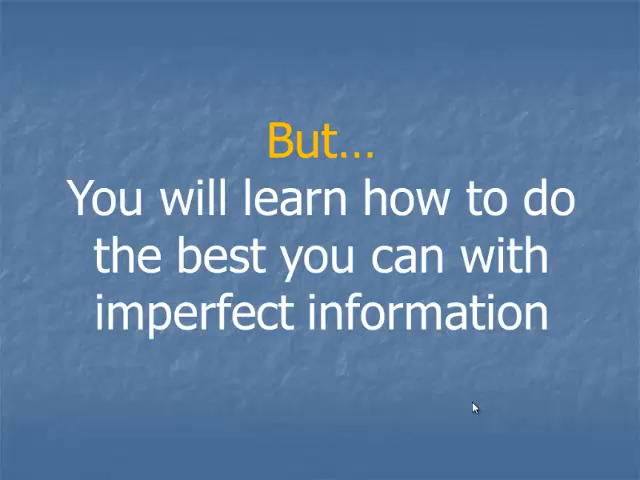 But…
You will learn how to do
the best you can with
imperfect information